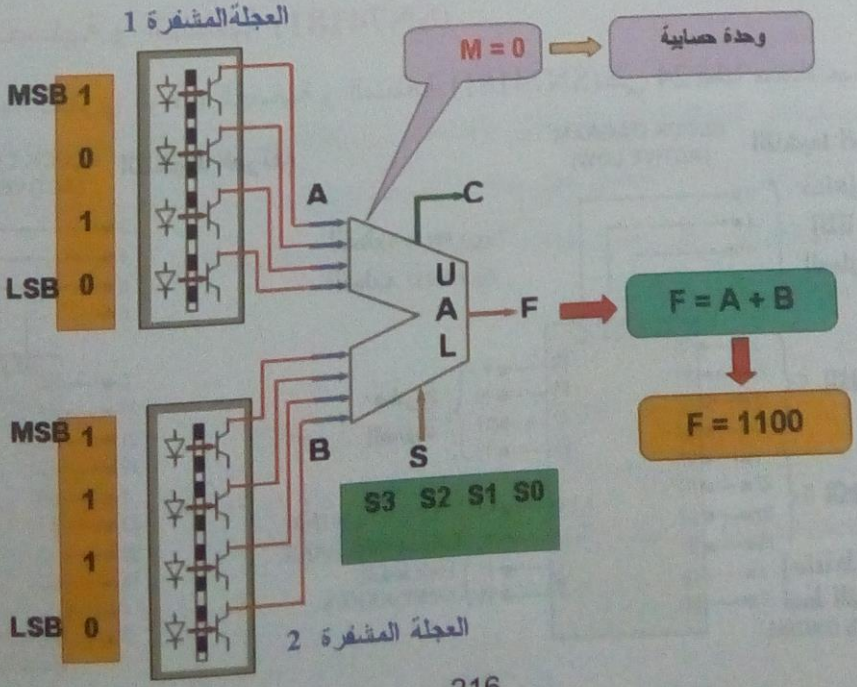 العجلة المشفرة 1
M = 0
وحدة حسابية
MSB 1
0
1
LSB 0
A
C
U
A
L
F
F = A + B
F = 1100
MSB 1
1
1
LSB 0
B
S
S3 S2 S1 S0
العجلة المشفرة 2
216